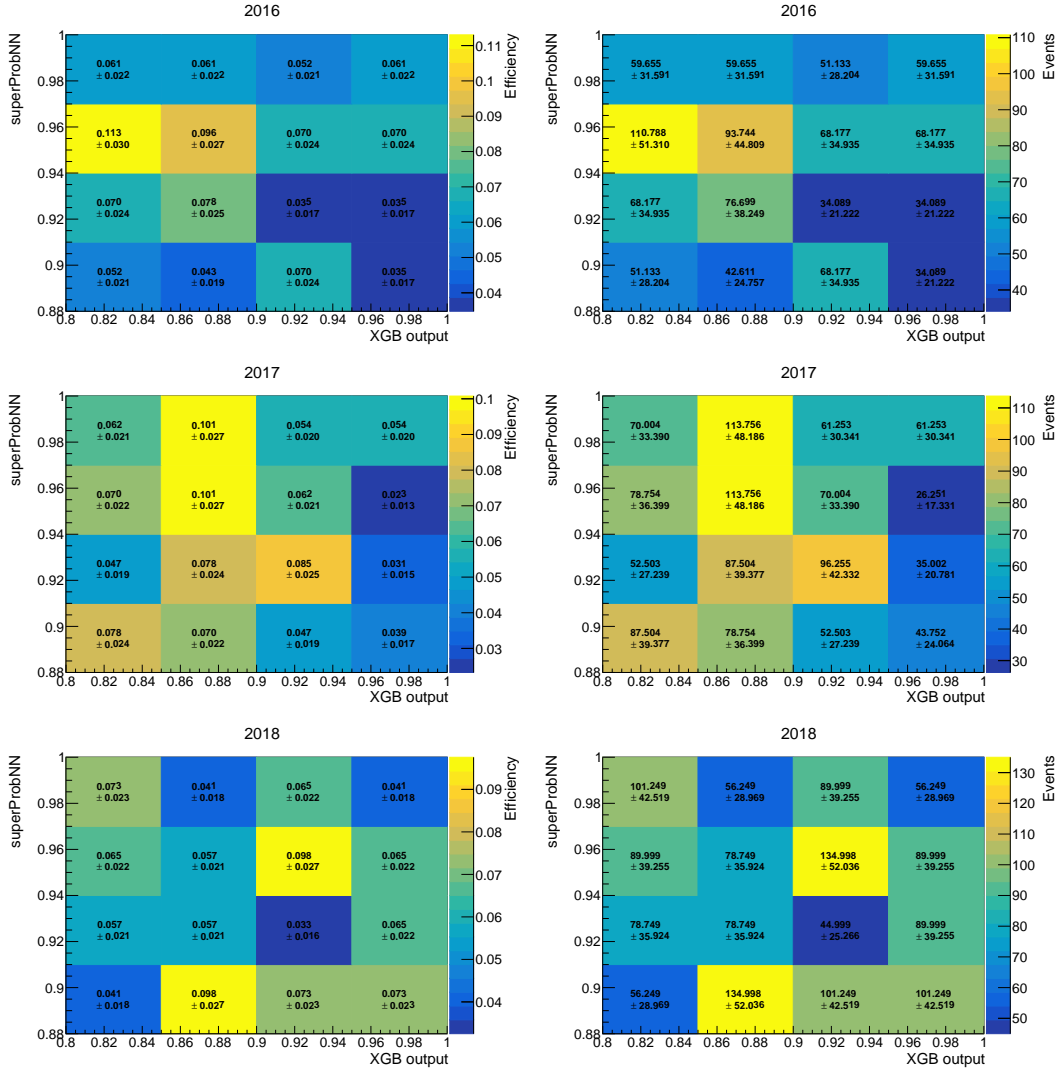 2016
superProbNN
1
0.98
0.96
0.94
0.92
0.9
0.88
0.061 0.061 0.052 0.061
± 0.022 ± 0.022 ± 0.021 ± 0.022
0.113 0.096 0.070 0.070
± 0.030 ± 0.027 ± 0.024 ± 0.024
0.070 0.078 0.035 0.035
± 0.024 ± 0.025 ± 0.017 ± 0.017
0.052 0.043 0.070 0.035
± 0.021 ± 0.019 ± 0.024 ± 0.017
0.8 0.82 0.84 0.86 0.88 0.9 0.92 0.94 0.96 0.98 1
XGB output
Efficiency
0.11
0.1
0.09
0.08
0.07
0.06
0.05
0.04
2016
superProbNN
1
0.98
0.96
0.94
0.92
0.9
0.88
59.655 59.655 51.133 59.655
± 31.591 ± 31.591 ± 28.204 ± 31.591
110.788 93.744 68.177 68.177
± 51.310 ± 44.809 ± 34.935 ± 34.935
68.177 76.699 34.089 34.089
± 34.935 ± 38.249 ± 21.222 ± 21.222
51.133 42.611 68.177 34.089
± 28.204 ± 24.757 ± 34.935 ± 21.222
0.8 0.82 0.84 0.86 0.88 0.9 0.92 0.94 0.96 0.98 1
XGB output
Events
110
100
90
80
70
60
50
40
2017
superProbNN
1
0.98
0.96
0.94
0.92
0.9
0.88
0.062 0.101 0.054 0.054
± 0.021 ± 0.027 ± 0.020 ± 0.020
0.070 0.101 0.062 0.023
± 0.022 ± 0.027 ± 0.021 ± 0.013
0.047 0.078 0.085 0.031
± 0.019 ± 0.024 ± 0.025 ± 0.015
0.078 0.070 0.047 0.039
± 0.024 ± 0.022 ± 0.019 ± 0.017
0.8 0.82 0.84 0.86 0.88 0.9 0.92 0.94 0.96 0.98 1
XGB output
Efficiency
0.1
0.09
0.08
0.07
0.06
0.05
0.04
0.03
2017
superProbNN
1
0.98
0.96
0.94
0.92
0.9
0.88
70.004 113.756 61.253 61.253
± 33.390 ± 48.186 ± 30.341 ± 30.341
78.754 113.756 70.004 26.251
± 36.399 ± 48.186 ± 33.390 ± 17.331
52.503 87.504 96.255 35.002
± 27.239 ± 39.377 ± 42.332 ± 20.781
87.504 78.754 52.503 43.752
± 39.377 ± 36.399 ± 27.239 ± 24.064
0.8 0.82 0.84 0.86 0.88 0.9 0.92 0.94 0.96 0.98 1
XGB output
Events
110
100
90
80
70
60
50
40
30
2018
superProbNN
1
0.98
0.96
0.94
0.92
0.9
0.88
0.073 0.041 0.065 0.041
± 0.023 ± 0.018 ± 0.022 ± 0.018
0.065 0.057 0.098 0.065
± 0.022 ± 0.021 ± 0.027 ± 0.022
0.057 0.057 0.033 0.065
± 0.021 ± 0.021 ± 0.016 ± 0.022
0.041 0.098 0.073 0.073
± 0.018 ± 0.027 ± 0.023 ± 0.023
0.8 0.82 0.84 0.86 0.88 0.9 0.92 0.94 0.96 0.98 1
XGB output
Efficiency
0.09
0.08
0.07
0.06
0.05
0.04
2018
superProbNN
1
0.98
0.96
0.94
0.92
0.9
0.88
101.249 56.249 89.999 56.249
± 42.519 ± 28.969 ± 39.255 ± 28.969
89.999 78.749 134.998 89.999
± 39.255 ± 35.924 ± 52.036 ± 39.255
78.749 78.749 44.999 89.999
± 35.924 ± 35.924 ± 25.266 ± 39.255
56.249 134.998 101.249 101.249
± 28.969 ± 52.036 ± 42.519 ± 42.519
0.8 0.82 0.84 0.86 0.88 0.9 0.92 0.94 0.96 0.98 1
XGB output
Events
130
120
110
100
90
80
70
60
50